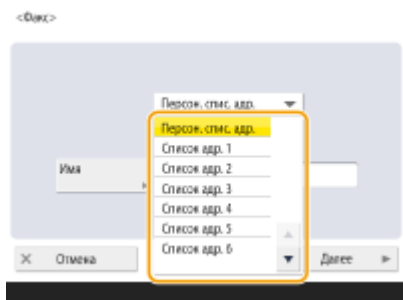 <Факс>
Персон. спис. адр.
Персон. спис. адр.
Список адр. 1
Список адр. 2
Имя
Список адр. 3
Список адр. 4
Список адр. 5
Список адр. 6
Отмена
Далее